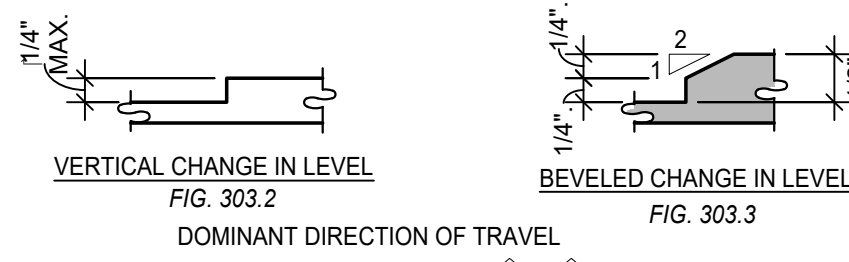 1/4"
MAX.
VERTICAL CHANGE IN LEVEL
FIG. 303.2
1/4".
1/4".
2
1
BEVELED CHANGE IN LEVEL
FIG. 303.3
DOMINANT DIRECTION OF TRAVEL